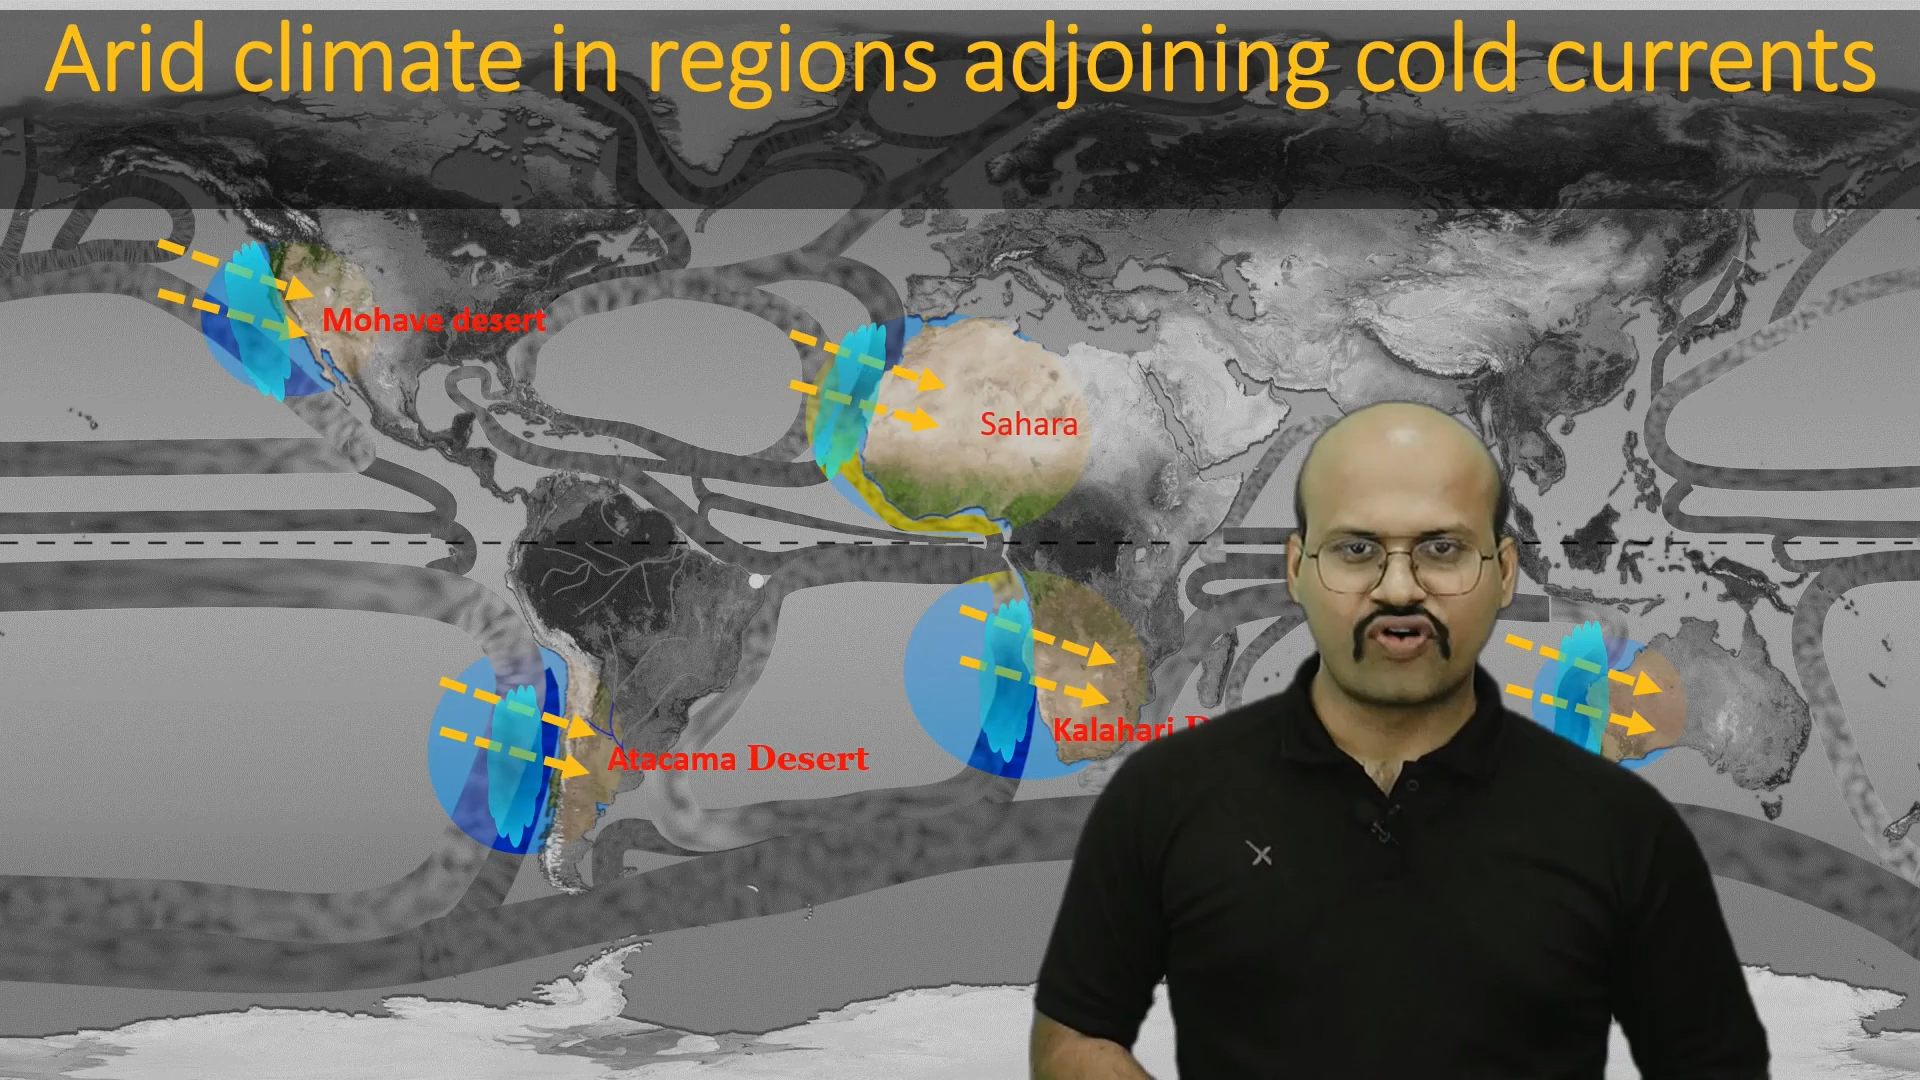 Arid climate in regions adjoining cold currents
Mohave desert
Sahara
Kalahari
Atacama Desert